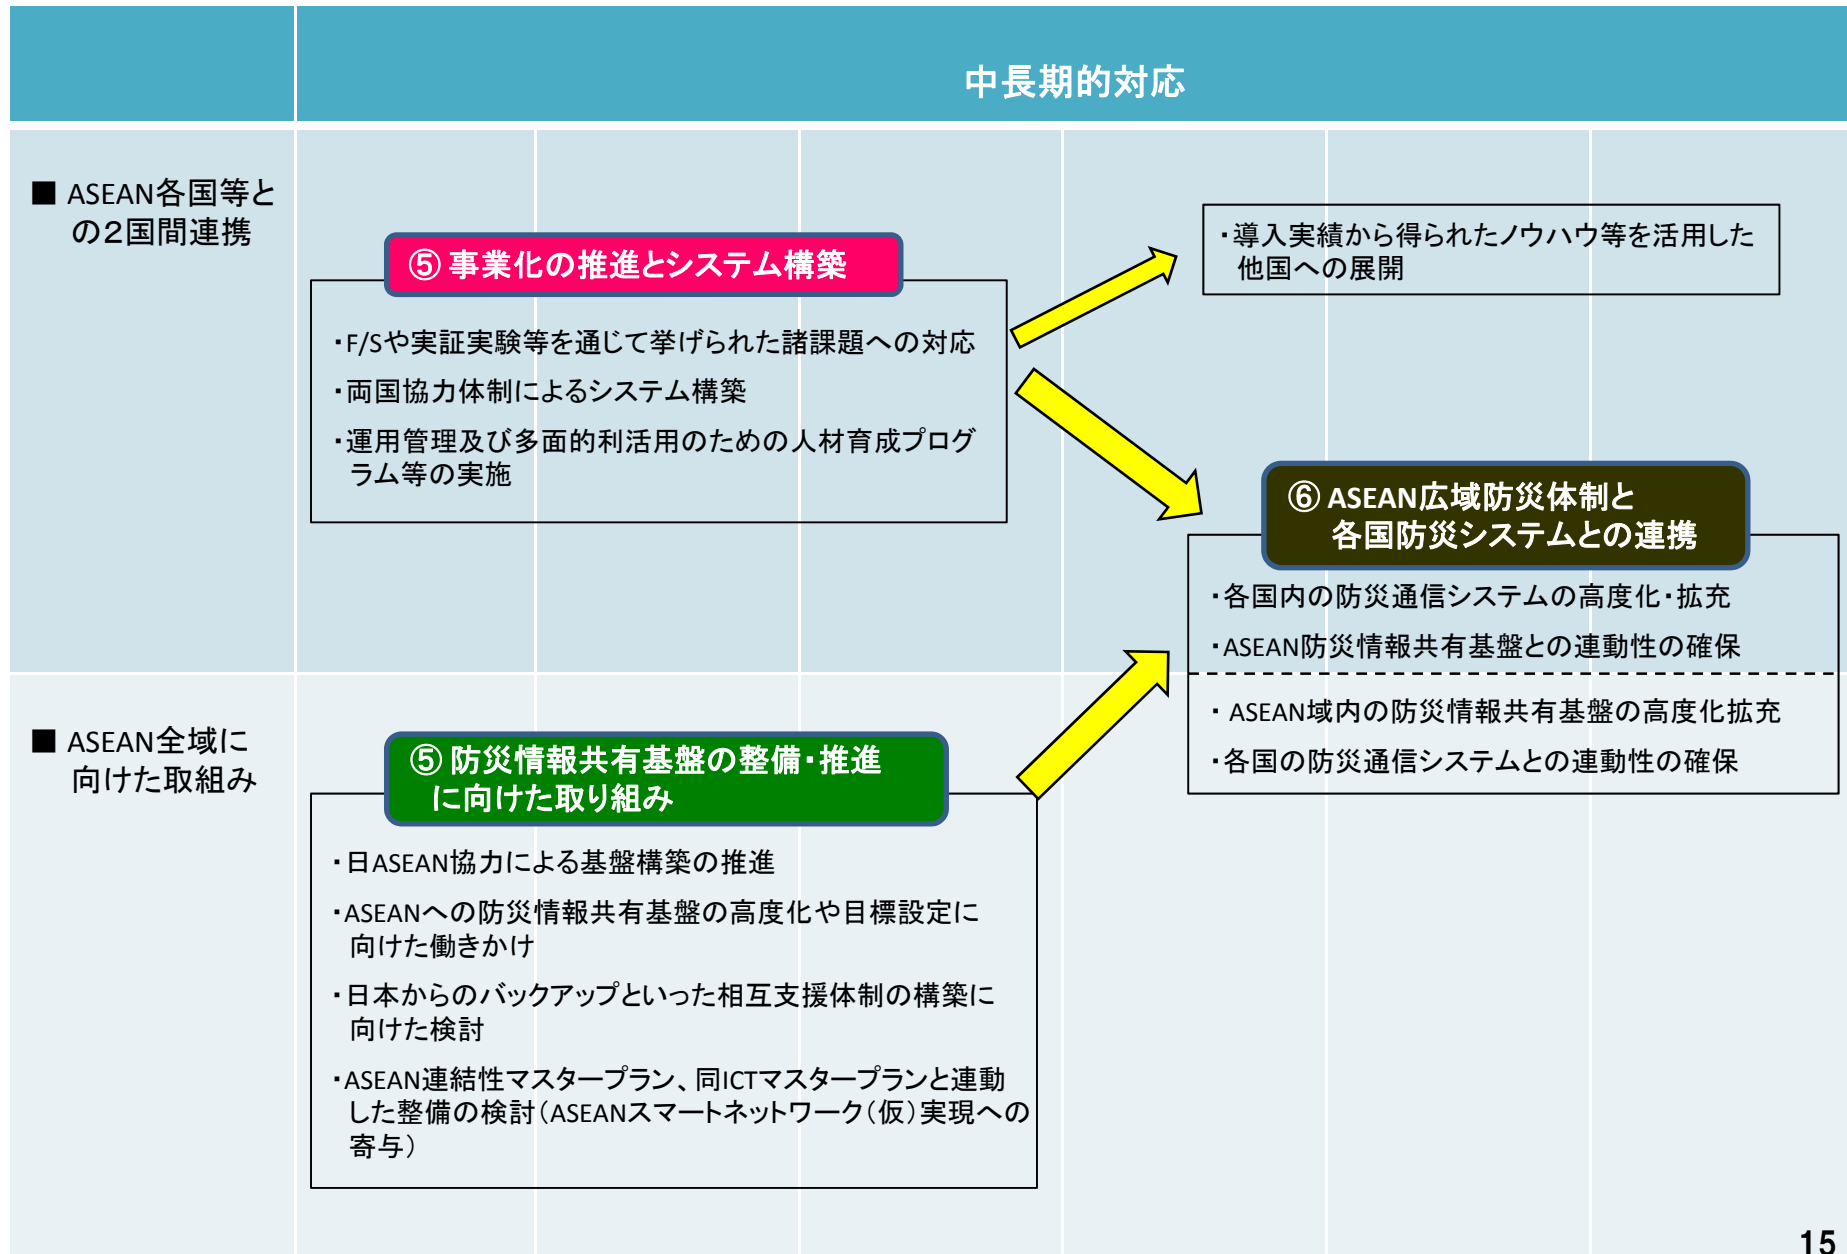 中長期的対応
■ ASEAN各国等と
の２国間連携
⑤ 事業化の推進とシステム構築
・F/Sや実証実験等を通じて挙げられた諸課題への対応
・両国協力体制によるシステム構築
・運用管理及び多面的利活用のための人材育成プログ
ラム等の実施
・導入実績から得られたノウハウ等を活用した
他国への展開
⑥ ASEAN広域防災体制と
各国防災システムとの連携
・各国内の防災通信システムの高度化・拡充
・ASEAN防災情報共有基盤との連動性の確保
・ ASEAN域内の防災情報共有基盤の高度化拡充
・各国の防災通信システムとの連動性の確保
■ ASEAN全域に
向けた取組み
⑤ 防災情報共有基盤の整備・推進
に向けた取り組み
・日ASEAN協力による基盤構築の推進
・ASEANへの防災情報共有基盤の高度化や目標設定に
向けた働きかけ
・日本からのバックアップといった相互支援体制の構築に
向けた検討
・ASEAN連結性マスタープラン、同ICTマスタープランと連動
した整備の検討（ASEANスマートネットワーク（仮）実現への
寄与）
15